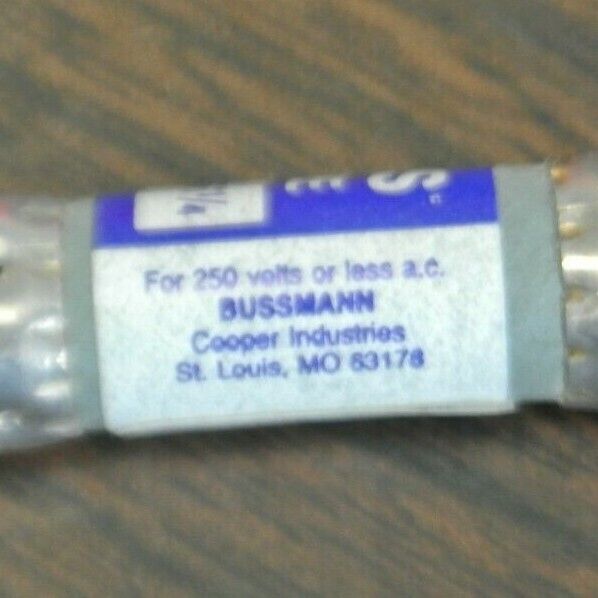 For 250 volts or less a.c.
BUSSMANN
Cooper Industries
St. Louis, MO 63178